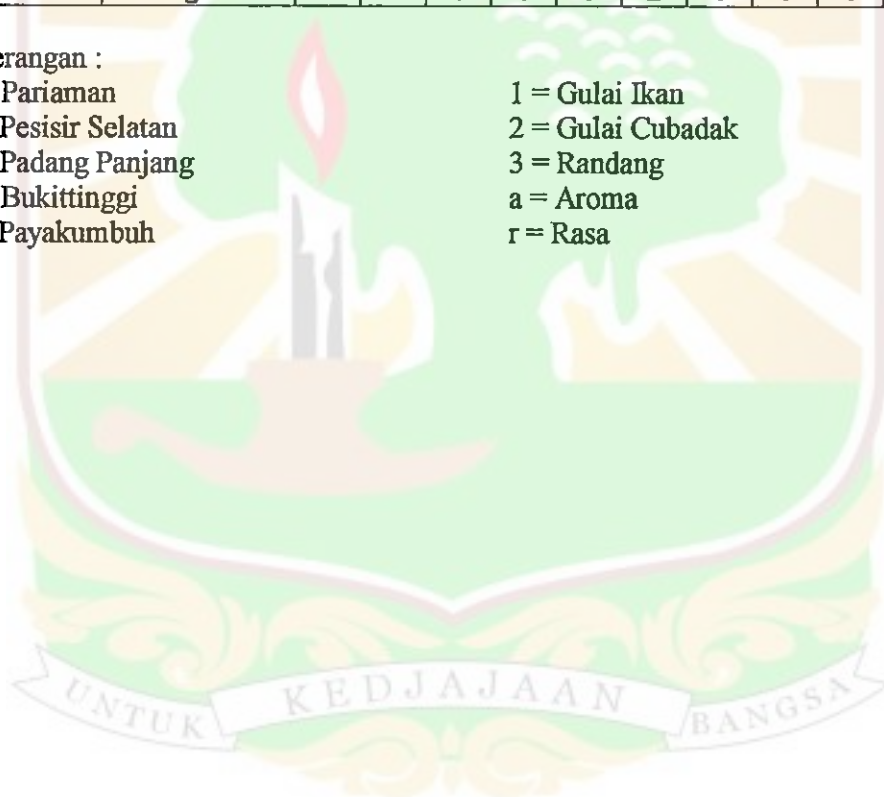 erangan :
Pariaman
Pesisir Selatan
Padang Panjang
Bukittinggi
Payakumbuh
1 = Gulai Ikan
2 = Gulai Cubadak
3 = Randang
a = Aroma
r = Rasa
UNTUK KEDJAJAAN BANGSA